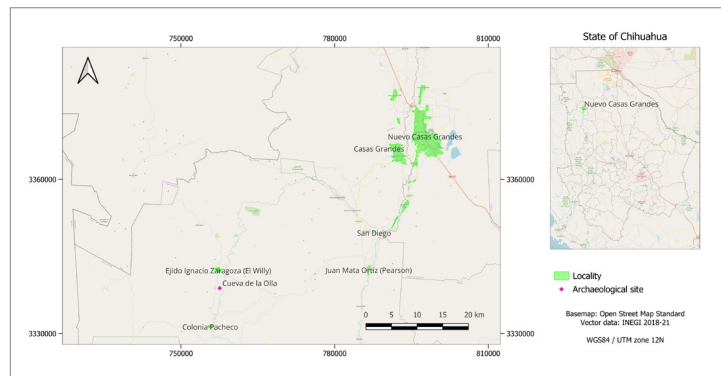 750000
780000
810000
State of Chihuahua
Nuevo Casas Grandes
Nuevo Casas Grandes
Casas Grandes
3360000
3360000
San Diego
Ejido Ignacio Zaragoza (El Willy)
Juan Mata Ortíz (Pearson)
Cueva de la Olla
Locality
Archaeological site
Colonia Pacheco
0 5 10 15 20 km
Basemap: Open Street Map Standard
Vector data: INEGI 2018-21
3330000
3330000
WGS84 / UTM zone 12N
750000
780000
810000